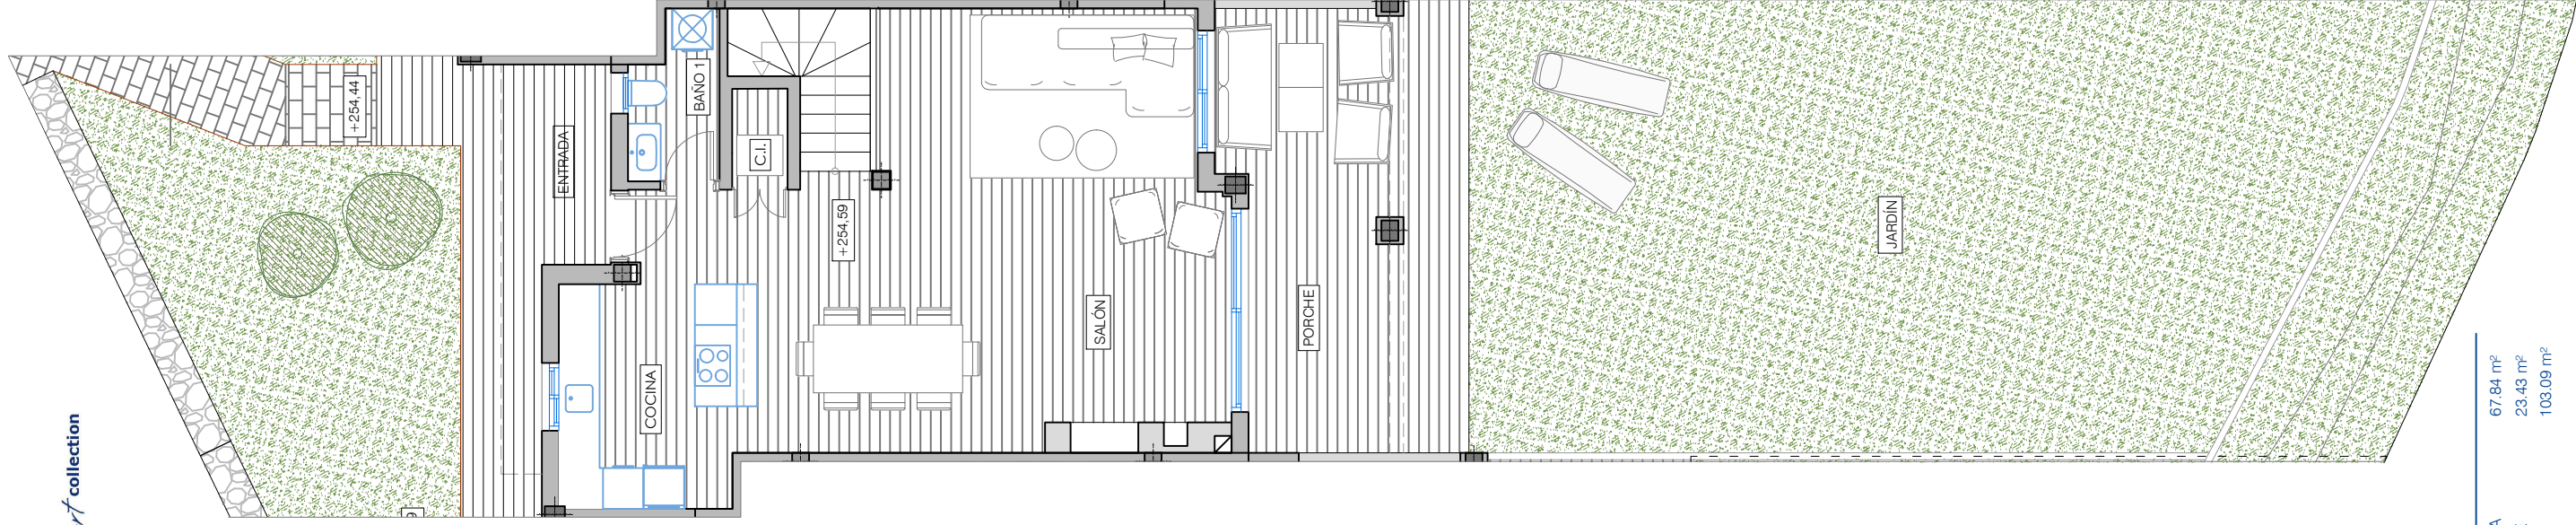 collection
+254,44
ENTRADA
BAÑO 1
C.I.
+254,59
COCINA
SALÓN
PORCHE
JARDÍN
67.84 m²
23.43 m²
103.09 m²